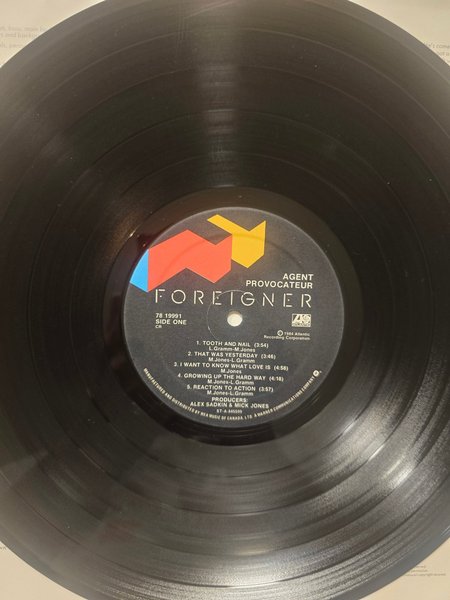 AGENT
PROVOCATEUR
FOREIGNER
78 19991
SIDE ONE
CR
ATLANTIC
℗ 1984 Atlantic
Recording Corporation
1. TOOTH AND NAIL (3:54)
L.Gramm-M.Jones
2. THAT WAS YESTERDAY (3:46)
M.Jones-L.Gramm
3. I WANT TO KNOW WHAT LOVE IS (4:58)
M.Jones
4. GROWING UP THE HARD WAY (4:18)
M.Jones-L.Gramm
5. REACTION TO ACTION (3:57)
M.Jones-L.Gramm
PRODUCERS:
ALEX SADKIN & MICK JONES
MANUFACTURED AND DISTRIBUTED BY WEA MUSIC OF CANADA, LTD. A WARNER COMMUNICATIONS COMPANY